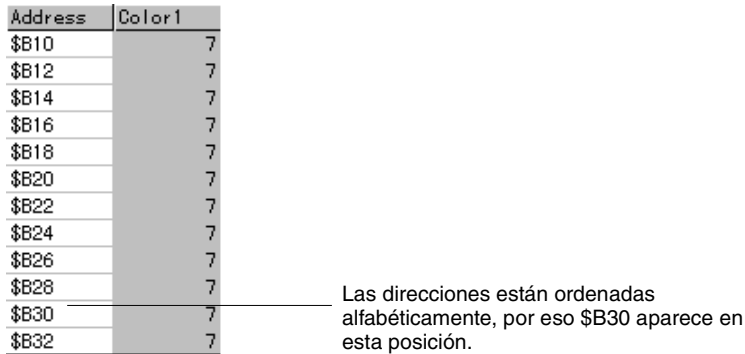 Address Color1
$B10 7
$B12 7
$B14 7
$B16 7
$B18 7
$B20 7
$B22 7
$B24 7
$B26 7
$B28 7
$B30 7
$B32 7
Las direcciones están ordenadas
alfabéticamente, por eso $B30 aparece en
esta posición.